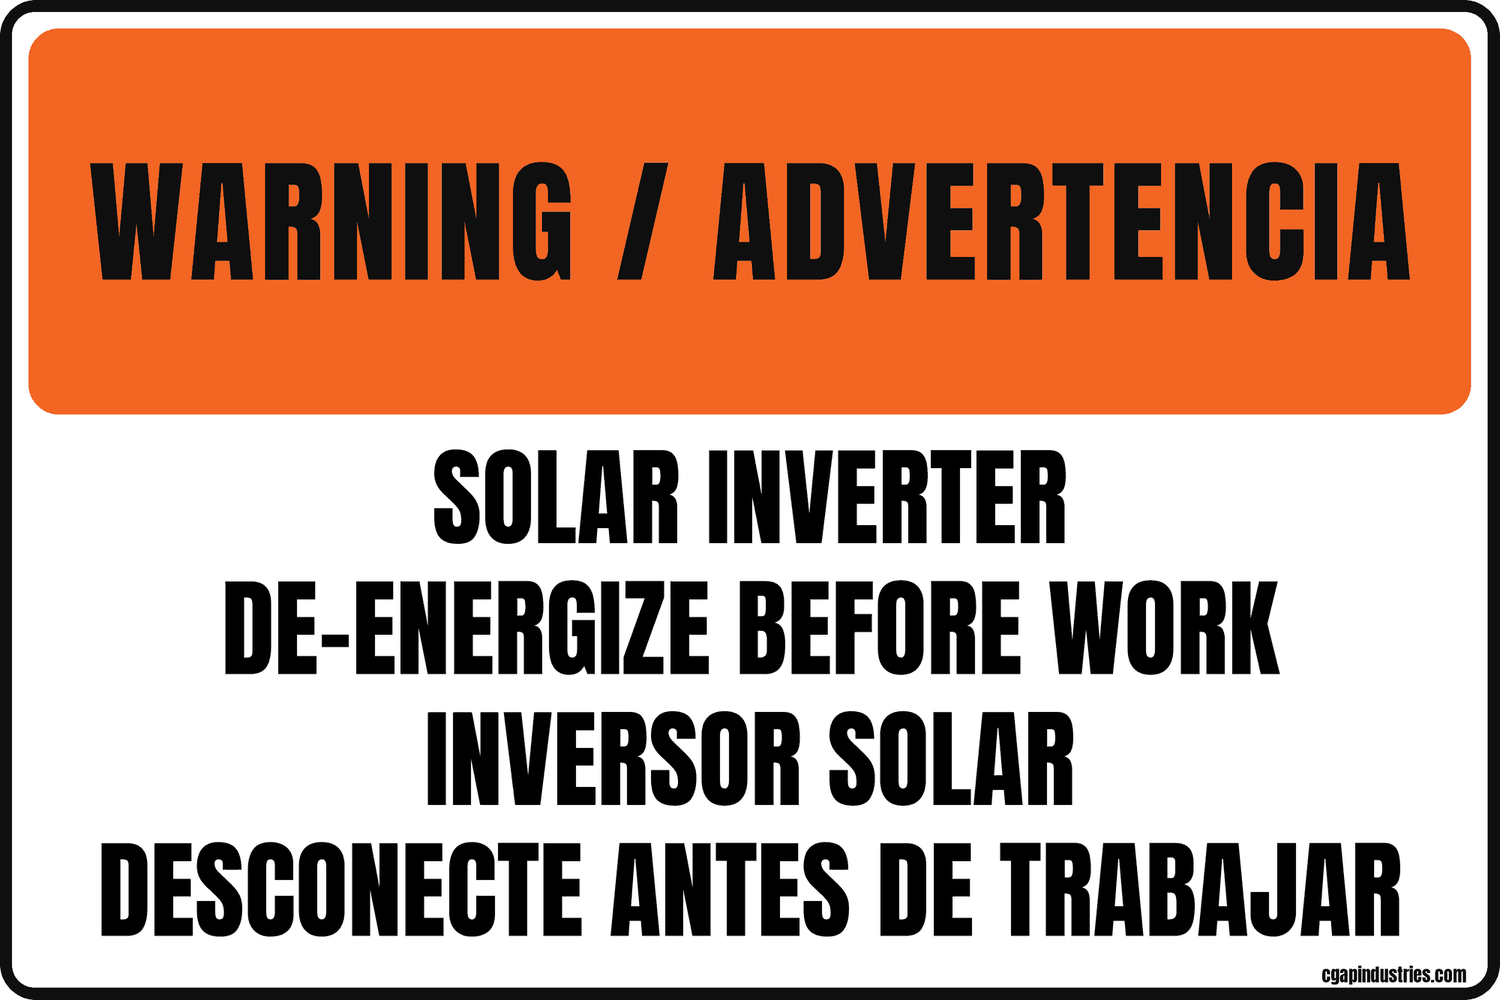 WARNING / ADVERTENCIA
SOLAR INVERTER
DE-ENERGIZE BEFORE WORK
INVERSOR SOLAR
DESCONECTE ANTES DE TRABAJAR
cgapindustries.com